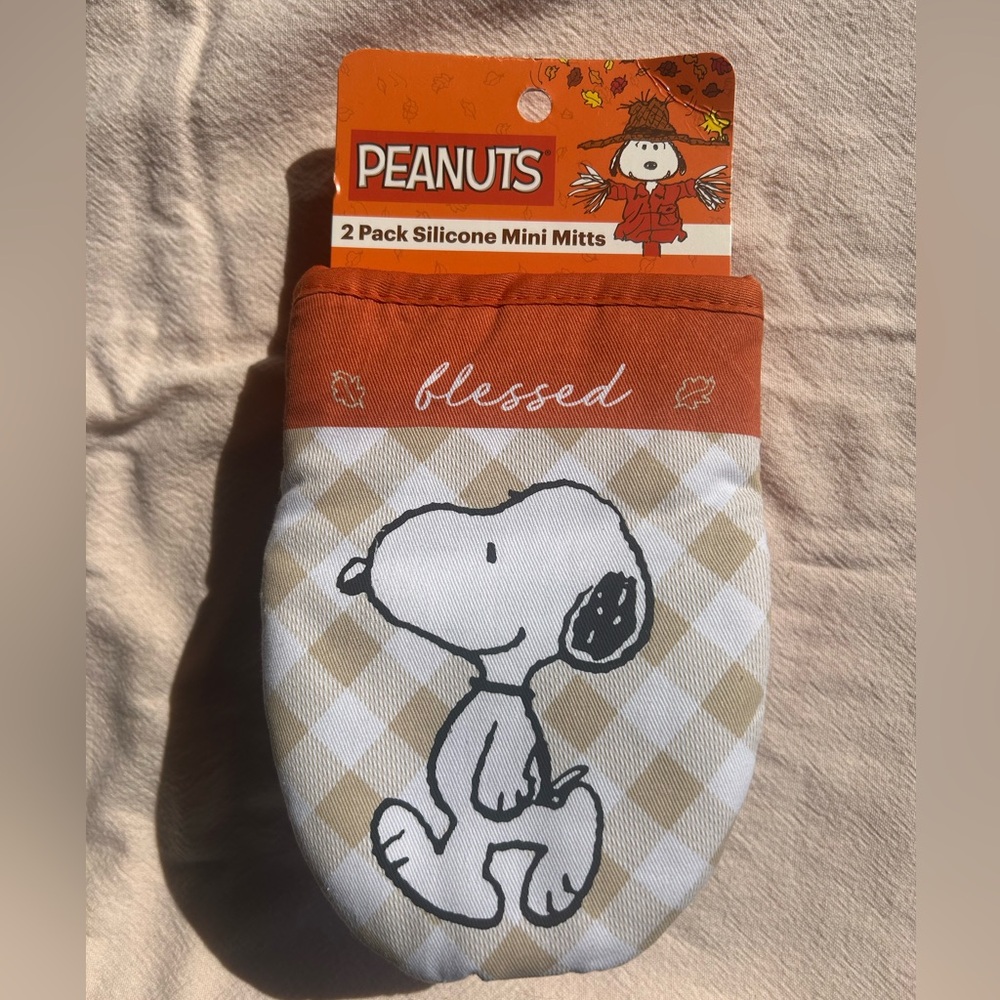 PEANUTS®
2 Pack Silicone Mini Mitts
blessed